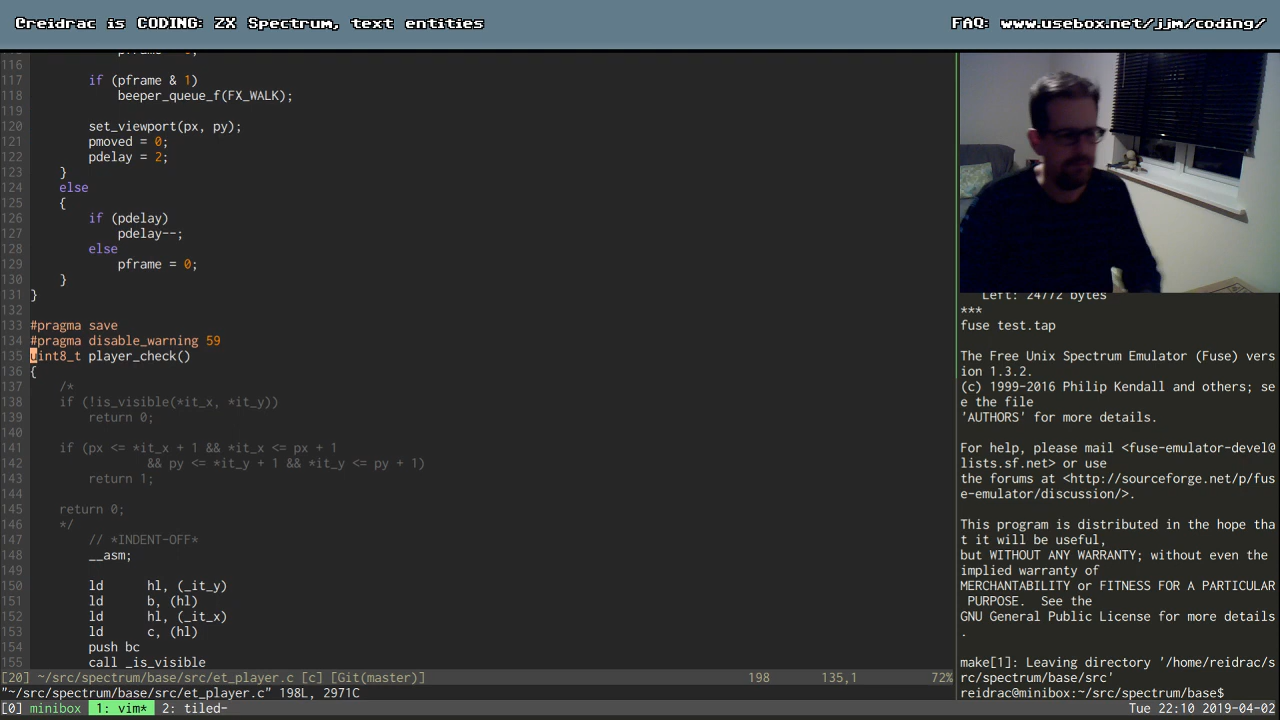 Creidrac is CODING: ZX Spectrum, text entities
FAQ: www.usebox.net/jjm/coding/
116
117 if (pframe & 1)
118 beeper_queue_f(FX_WALK);
119
120 set_viewport(px, py);
121 pmoved = 0;
122 pdelay = 2;
123 }
124 else
125 {
126 if (pdelay)
127 pdelay--;
128 else
129 pframe = 0;
130 }
131 }
132
133 #pragma save
134 #pragma disable_warning 59
135 uint8_t player_check()
136 {
137 /*
138 if (!is_visible(*it_x, *it_y))
139 return 0;
140
141 if (px <= *it_x + 1 && *it_x <= px + 1
142 && py <= *it_y + 1 && *it_y <= py + 1)
143 return 1;
144
145 return 0;
146 */
147 // *INDENT-OFF*
148 __asm;
149
150 ld hl, (_it_y)
151 ld b, (hl)
152 ld hl, (_it_x)
153 ld c, (hl)
154 push bc
155 call _is_visible
[20] ~/src/spectrum/base/src/et_player.c [c] [Git(master)] 198 135,1 72%
"~/src/spectrum/base/src/et_player.c" 198L, 2971C
Left: 24772 bytes
***
fuse test.tap
The Free Unix Spectrum Emulator (Fuse) vers
ion 1.3.2.
(c) 1999-2016 Philip Kendall and others; se
e the file
'AUTHORS' for more details.
For help, please mail <fuse-emulator-devel@
lists.sf.net> or use
the forums at <http://sourceforge.net/p/fus
e-emulator/discussion/>.
This program is distributed in the hope tha
t it will be useful,
but WITHOUT ANY WARRANTY; without even the
implied warranty of
MERCHANTABILITY or FITNESS FOR A PARTICULAR
PURPOSE. See the
GNU General Public License for more details
.
make[1]: Leaving directory '/home/reidrac/s
rc/spectrum/base/src'
reidrac@minibox:~/src/spectrum/base$
[0] minibox 1: vim* 2: tiled- Tue 22:10 2019-04-02